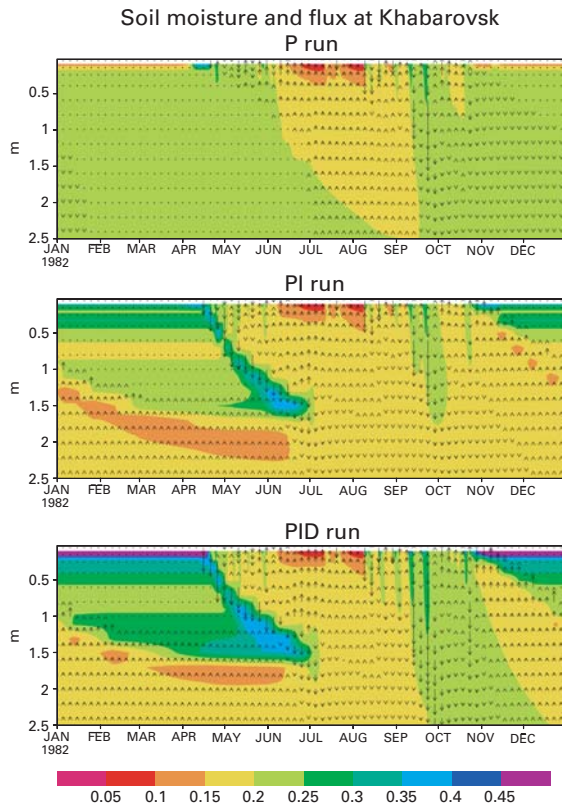 Soil moisture and flux at Khabarovsk
P run
0.5
1
m
1.5
2
2.5
JAN FEB MAR APR MAY JUN JUL AUG SEP OCT NOV DEC
1982
PI run
0.5
1
m
1.5
2
2.5
JAN FEB MAR APR MAY JUN JUL AUG SEP OCT NOV DEC
1982
PID run
0.5
1
m
1.5
2
2.5
JAN FEB MAR APR MAY JUN JUL AUG SEP OCT NOV DEC
1982
0.05 0.1 0.15 0.2 0.25 0.3 0.35 0.4 0.45